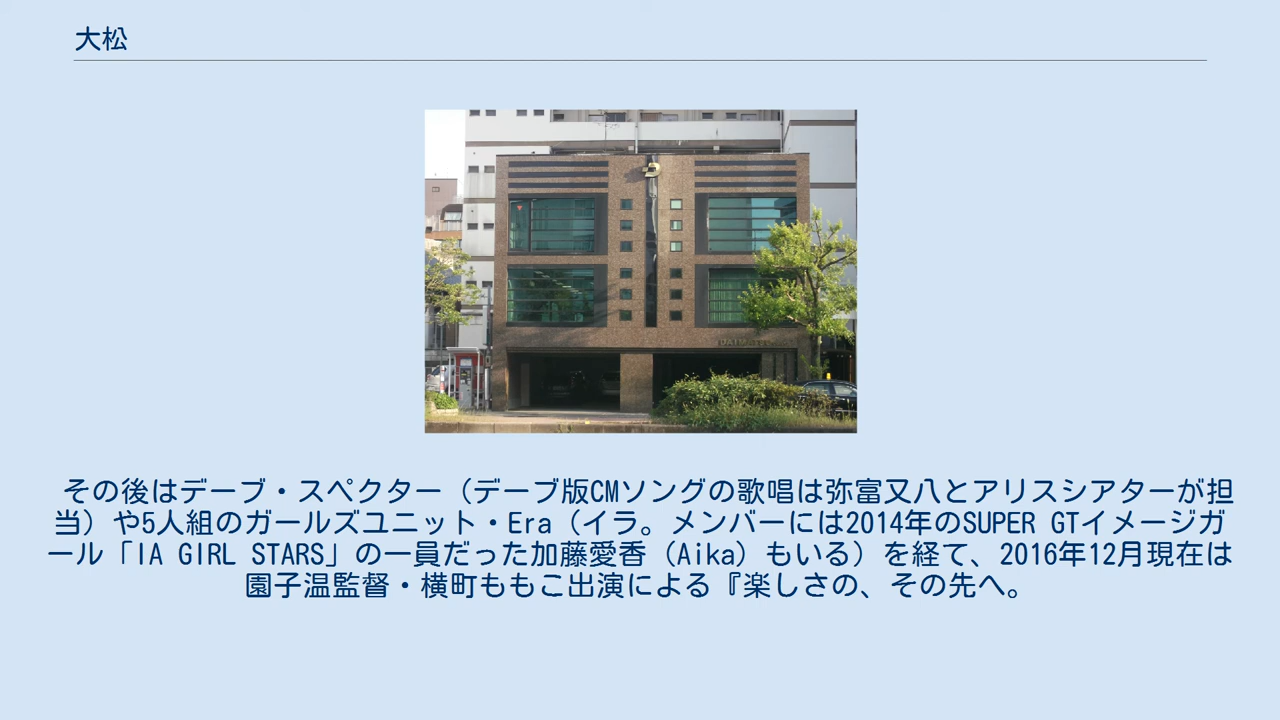 大松
その後はデーブ・スペクター（デーブ版CMソングの歌唱は弥富又八とアリスシアターが担
当）や5人組のガールズユニット・Era（イラ。メンバーには2014年のSUPER GTイメージガ
ール「IA GIRL STARS」の一員だった加藤愛香（Aika）もいる）を経て、2016年12月現在は
園子温監督・横町ももこ出演による『楽しさの、その先へ。